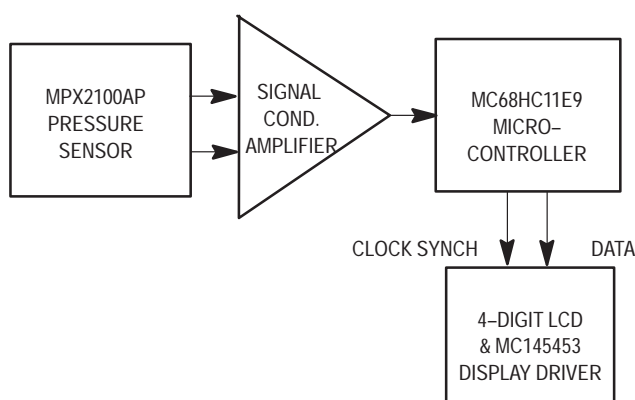 MPX2100AP
PRESSURE
SENSOR
SIGNAL
COND.
AMPLIFIER
MC68HC11E9
MICRO–
CONTROLLER
CLOCK SYNCH
DATA
4–DIGIT LCD
& MC145453
DISPLAY DRIVER